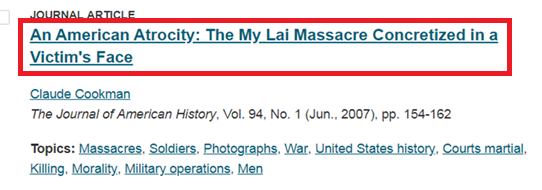 JOURNAL ARTICLE
An American Atrocity: The My Lai Massacre Concretized in a
Victim's Face
Claude Cookman
The Journal of American History, Vol. 94, No. 1 (Jun., 2007), pp. 154-162
Topics: Massacres, Soldiers, Photographs, War, United States history, Courts martial,
Killing, Morality, Military operations, Men